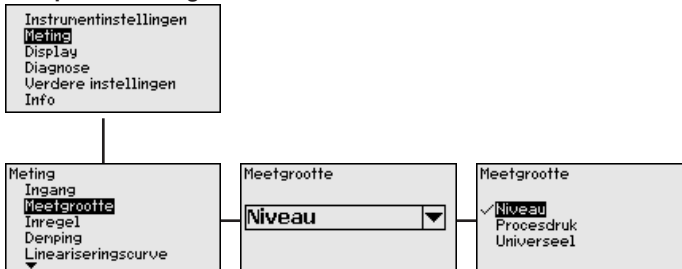 Instrumentinstellingen
Meting
Display
Diagnose
Verdere instellingen
Info
Meting
Ingang
Meetgrootte
Inregel
Demping
Lineariseringscurve
Meetgrootte
Niveau
Meetgrootte
Niveau
Procesdruk
Universeel